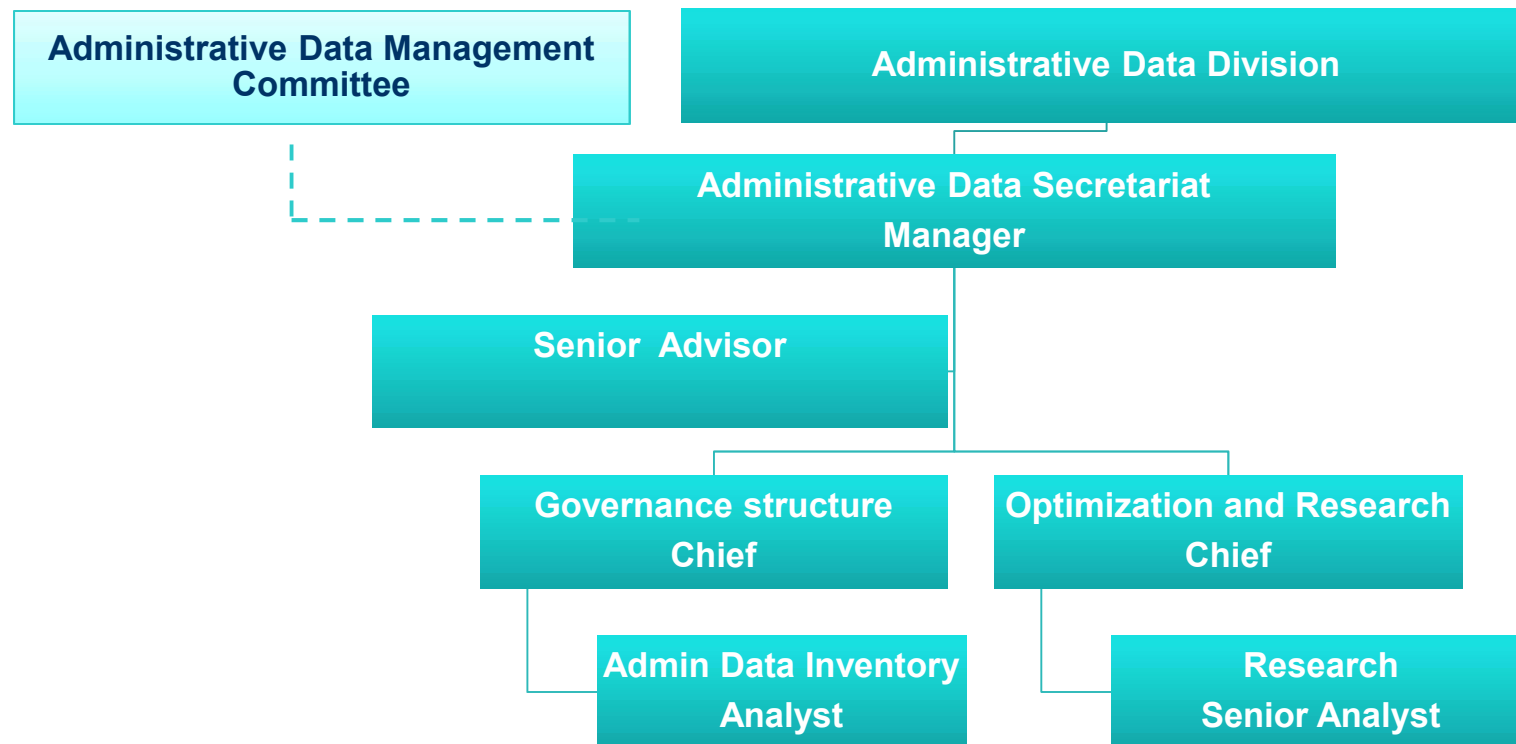 Administrative Data Management
Committee
Administrative Data Division
Administrative Data Secretariat
Manager
Senior Advisor
Governance structure
Chief
Optimization and Research
Chief
Admin Data Inventory
Analyst
Research
Senior Analyst